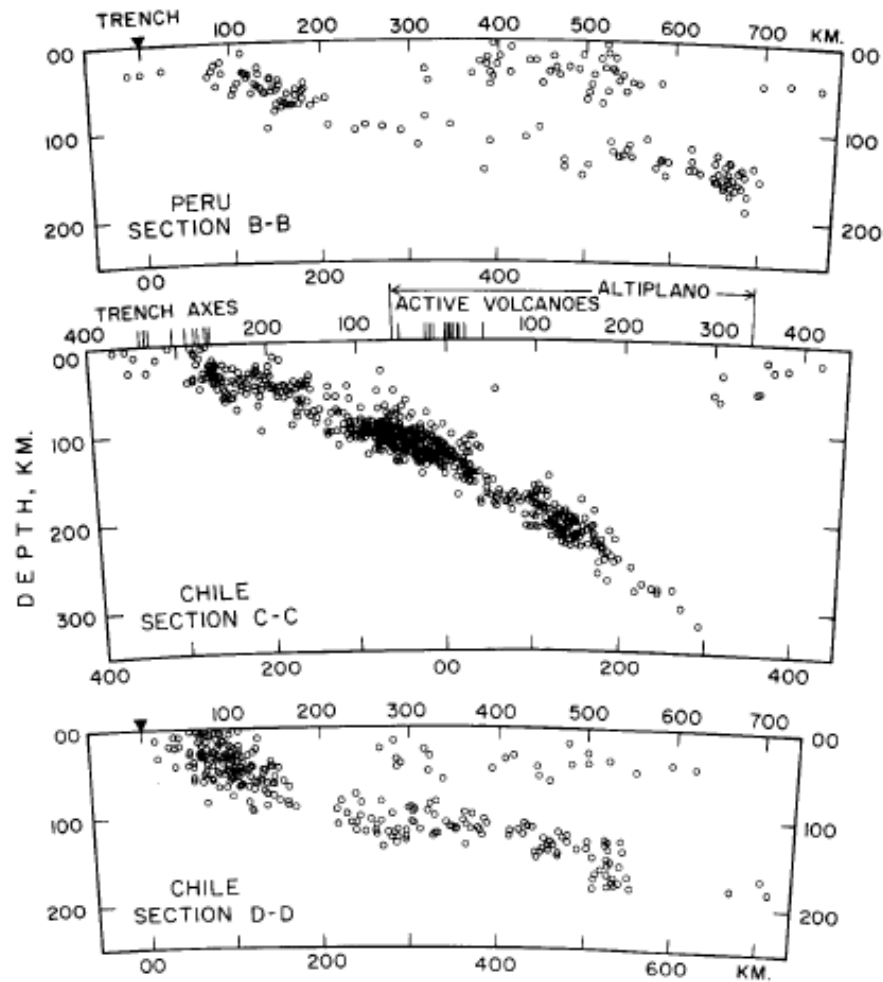 TRENCH
100 200 300 400 500 600 700 KM.
00 00
100 100
200 200
PERU
SECTION B-B
00 200 400 600
ALTIPLANO
TRENCH AXES ACTIVE VOLCANOES
400 200 100 100 200 300 400
00
100
200
300
DEPTH, KM.
CHILE
SECTION C-C
400 200 00 200 400
100 200 300 400 500 600 700
00 00
100 100
200 200
CHILE
SECTION D-D
00 200 400 600 KM.